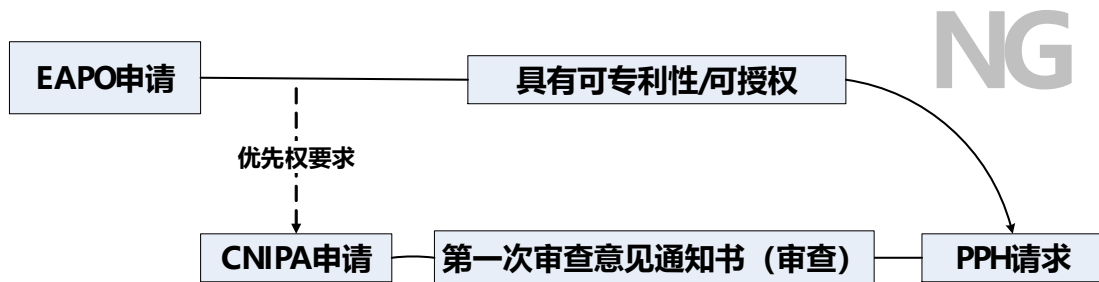 NG
EAPO申请
具有可专利性/可授权
优先权要求
CNIPA申请
第一次审查意见通知书（审查）
PPH请求